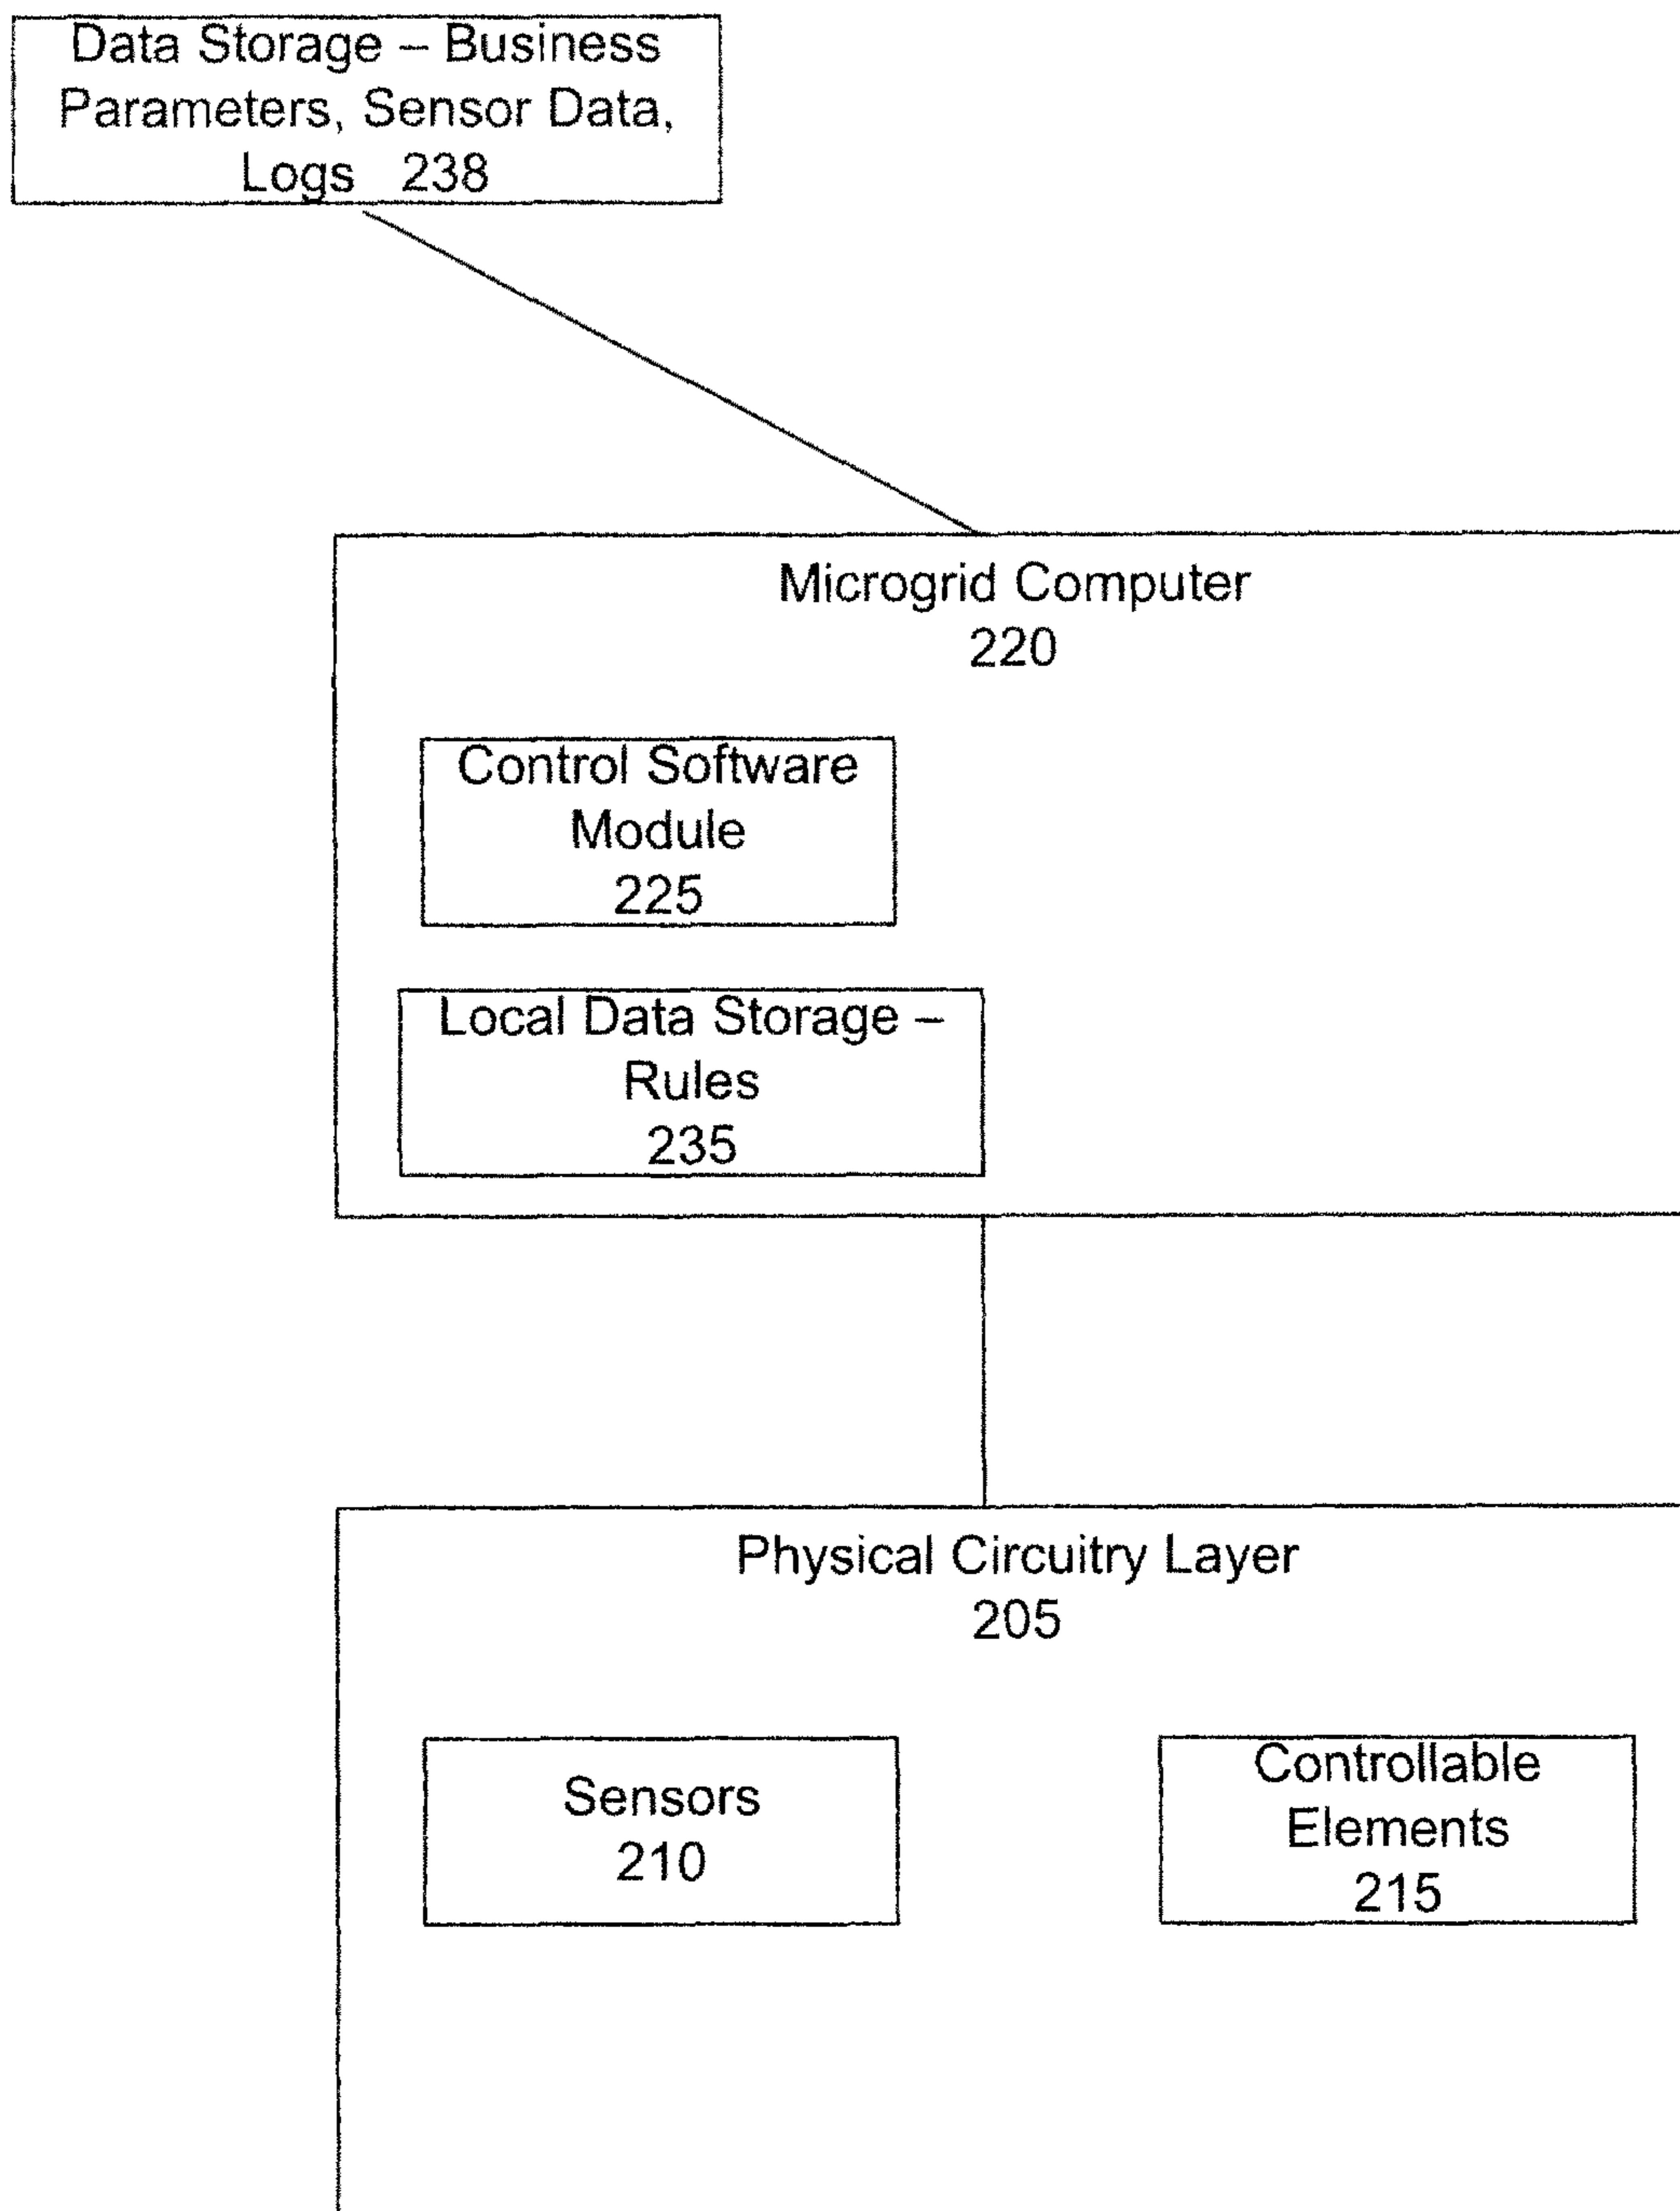 Data Storage – Business
Parameters, Sensor Data,
Logs 238
Microgrid Computer
220
Control Software
Module
225
Local Data Storage –
Rules
235
Physical Circuitry Layer
205
Sensors
210
Controllable
Elements
215